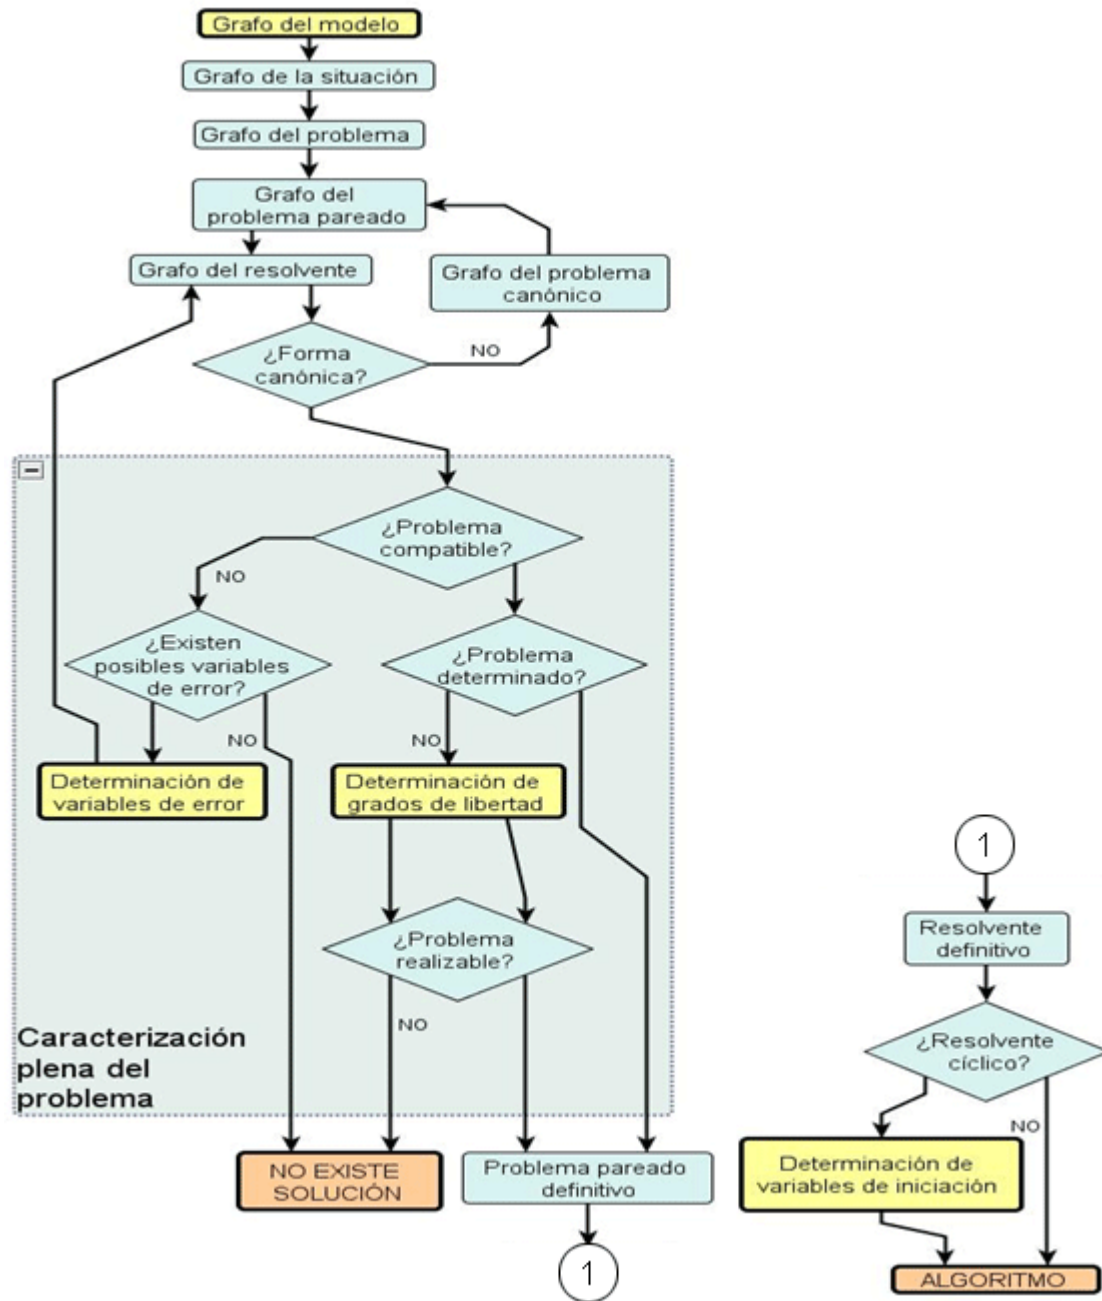 Grafo del modelo
Grafo de la situación
Grafo del problema
Grafo del
problema pareado
Grafo del resolvente
Grafo del problema
canónico
¿Forma
canónica?
NO
¿Problema
compatible?
NO
¿Existen
posibles variables
de error?
¿Problema
determinado?
NO
NO
Determinación de
variables de error
Determinación de
grados de libertad
¿Problema
realizable?
NO
Caracterización
plena del
problema
NO EXISTE
SOLUCIÓN
Problema pareado
definitivo
1
1
Resolvente
definitivo
¿Resolvente
cíclico?
NO
Determinación de
variables de iniciación
ALGORITMO